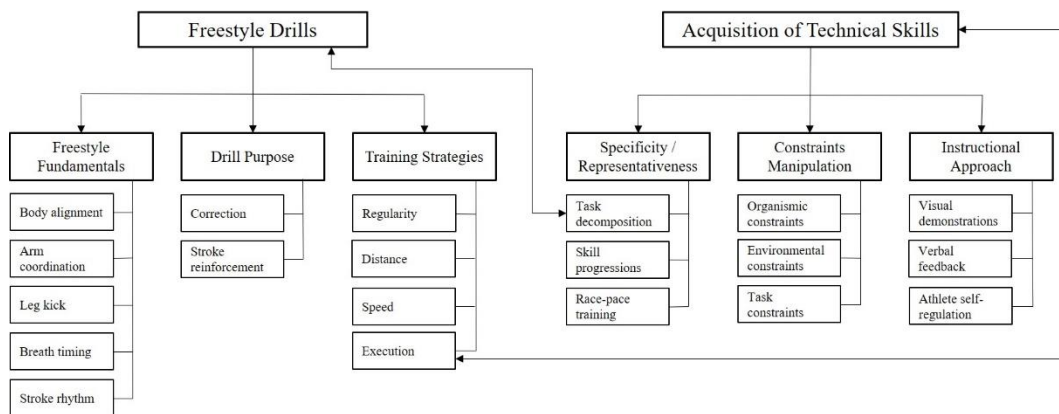 Freestyle Drills
Acquisition of Technical Skills
Freestyle
Fundamentals
Drill Purpose
Training Strategies
Specificity /
Representativeness
Constraints
Manipulation
Instructional
Approach
Body alignment
Arm
coordination
Leg kick
Breath timing
Stroke rhythm
Correction
Stroke
reinforcement
Regularity
Distance
Speed
Execution
Task
decomposition
Skill
progressions
Race-pace
training
Organismic
constraints
Environmental
constraints
Task
constraints
Visual
demonstrations
Verbal
feedback
Athlete self-
regulation